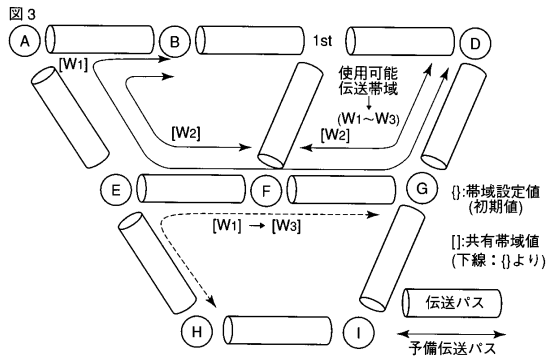 図3
A
B
1st
D
[W1]
使用可能
伝送帯域
(W1~W3)
[W2]
[W2]
E
F
G
{}:帯域設定値
(初期値)
[W1] → [W3]
[]:共有帯域値
(下線:{}より)
伝送パス
H
I
予備伝送パス